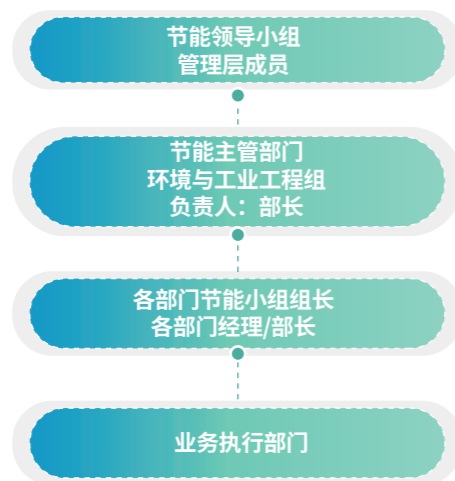 节能领导小组
管理层成员
节能主管部门
环境与工业工程组
负责人：部长
各部门节能小组组长
各部门经理/部长
业务执行部门